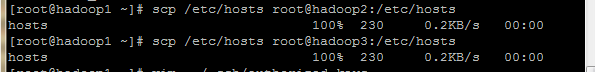 [root@hadoop1 ~]# scp /etc/hosts root@hadoop2:/etc/hosts
hosts 100% 230 0.2KB/s 00:00
[root@hadoop1 ~]# scp /etc/hosts root@hadoop3:/etc/hosts
hosts 100% 230 0.2KB/s 00:00